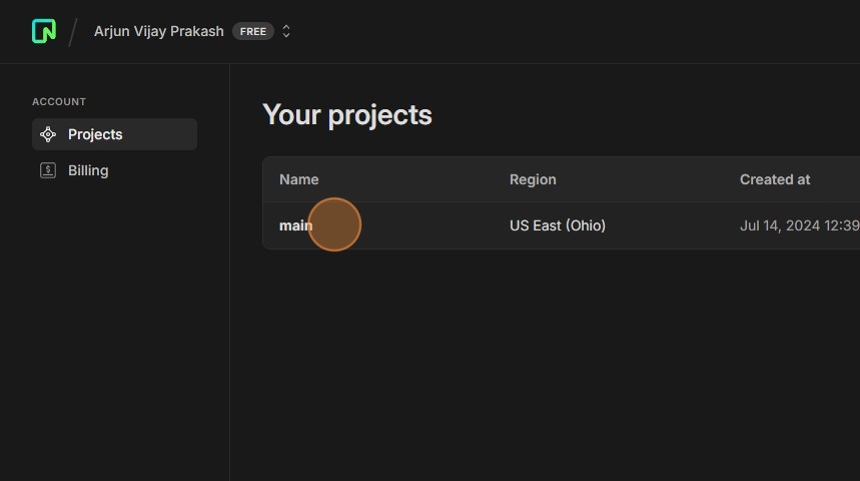 Arjun Vijay Prakash FREE
ACCOUNT
Projects
Billing
Your projects
Name Region Created at
main US East (Ohio) Jul 14, 2024 12:39